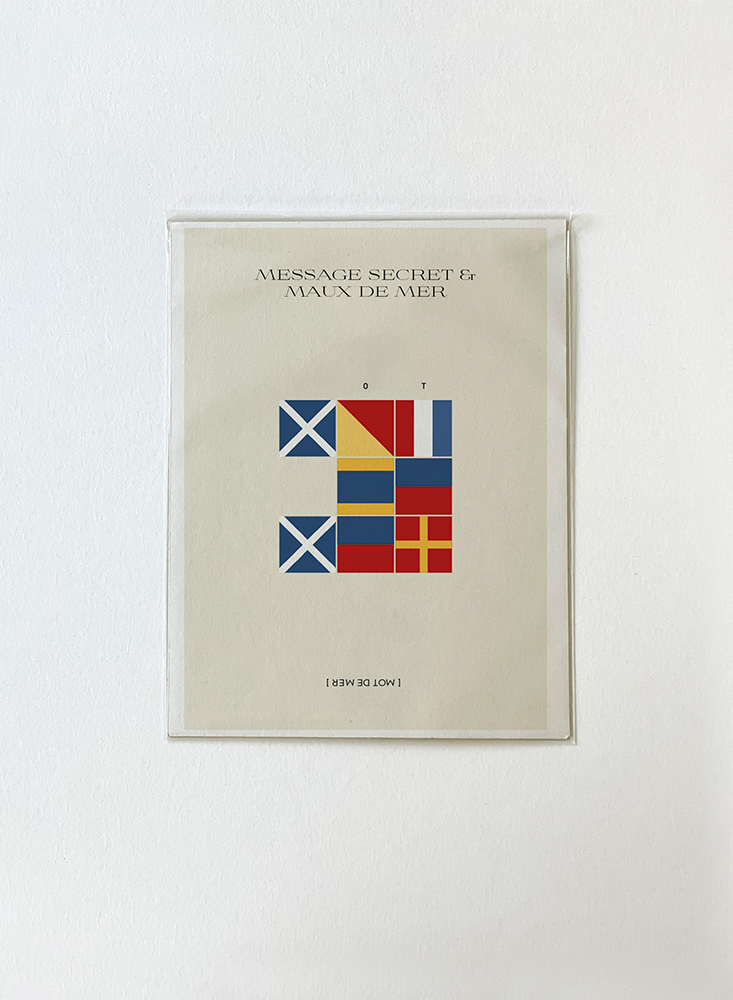 MESSAGE SECRET &
MAUX DE MER
O T
[ MOT DE MER ]